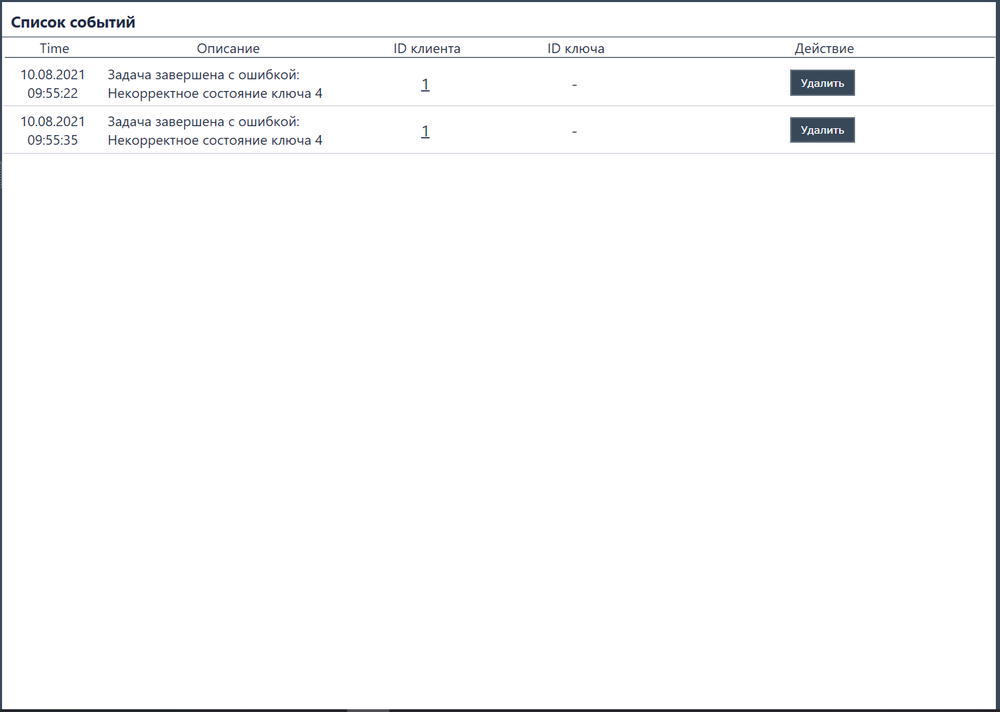 Список событий
Time Описание ID клиента ID ключа Действие
10.08.2021 Задача завершена с ошибкой:
09:55:22 Некорректное состояние ключа 4 1 - Удалить
10.08.2021 Задача завершена с ошибкой:
09:55:35 Некорректное состояние ключа 4 1 - Удалить